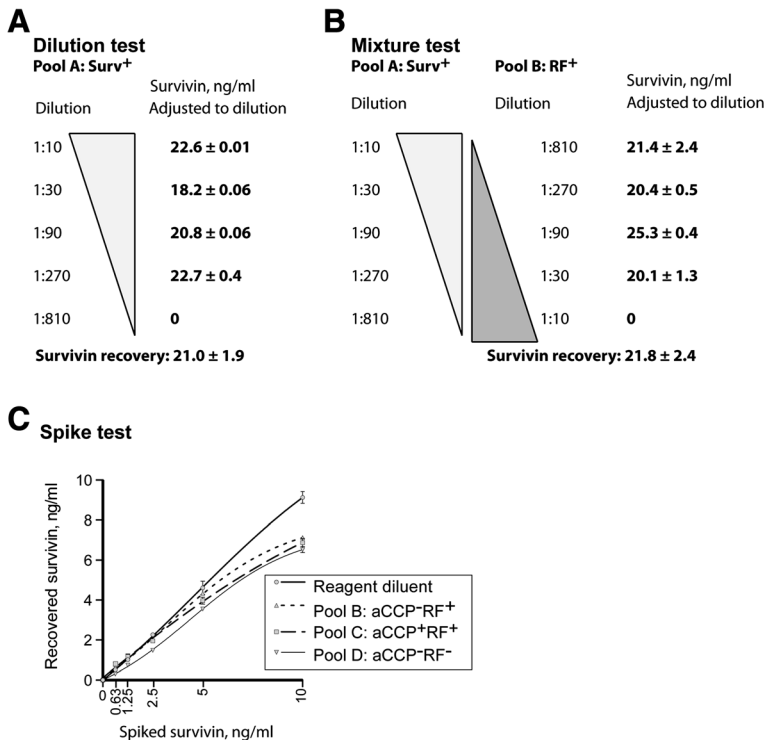 A
Dilution test
Pool A: Surv+
Survivin, ng/ml
Dilution Adjusted to dilution
1:10 22.6 ± 0.01
1:30 18.2 ± 0.06
1:90 20.8 ± 0.06
1:270 22.7 ± 0.4
1:810 0
Survivin recovery: 21.0 ± 1.9
B
Mixture test
Pool A: Surv+ Pool B: RF+
Survivin, ng/ml
Dilution Dilution Adjusted to dilution
1:10 1:810 21.4 ± 2.4
1:30 1:270 20.4 ± 0.5
1:90 1:90 25.3 ± 0.4
1:270 1:30 20.1 ± 1.3
1:810 1:10 0
Survivin recovery: 21.8 ± 2.4
C
Spike test
Recovered survivin, ng/ml
10
8
6
4
2
0
0 0.63 1.25 2.5 5 10
Spiked survivin, ng/ml
Reagent diluent
Pool B: aCCP-RF+
Pool C: aCCP+RF+
Pool D: aCCP-RF-